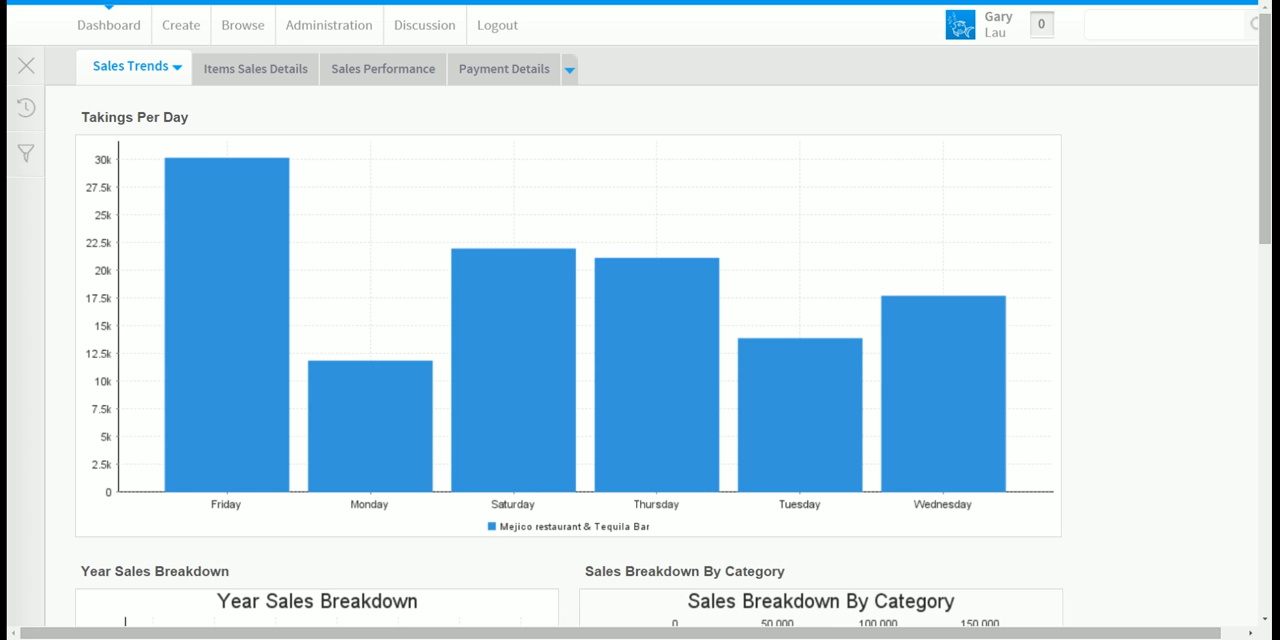 Dashboard Create Browse Administration Discussion Logout
Gary
Lau
0
Sales Trends Items Sales Details Sales Performance Payment Details
Takings Per Day
30k
27.5k
25k
22.5k
20k
17.5k
15k
12.5k
10k
7.5k
5k
2.5k
0
Friday Monday Saturday Thursday Tuesday Wednesday
Mejico restaurant & Tequila Bar
Year Sales Breakdown Sales Breakdown By Category
Year Sales Breakdown Sales Breakdown By Category
0 50,000 100,000 150,000